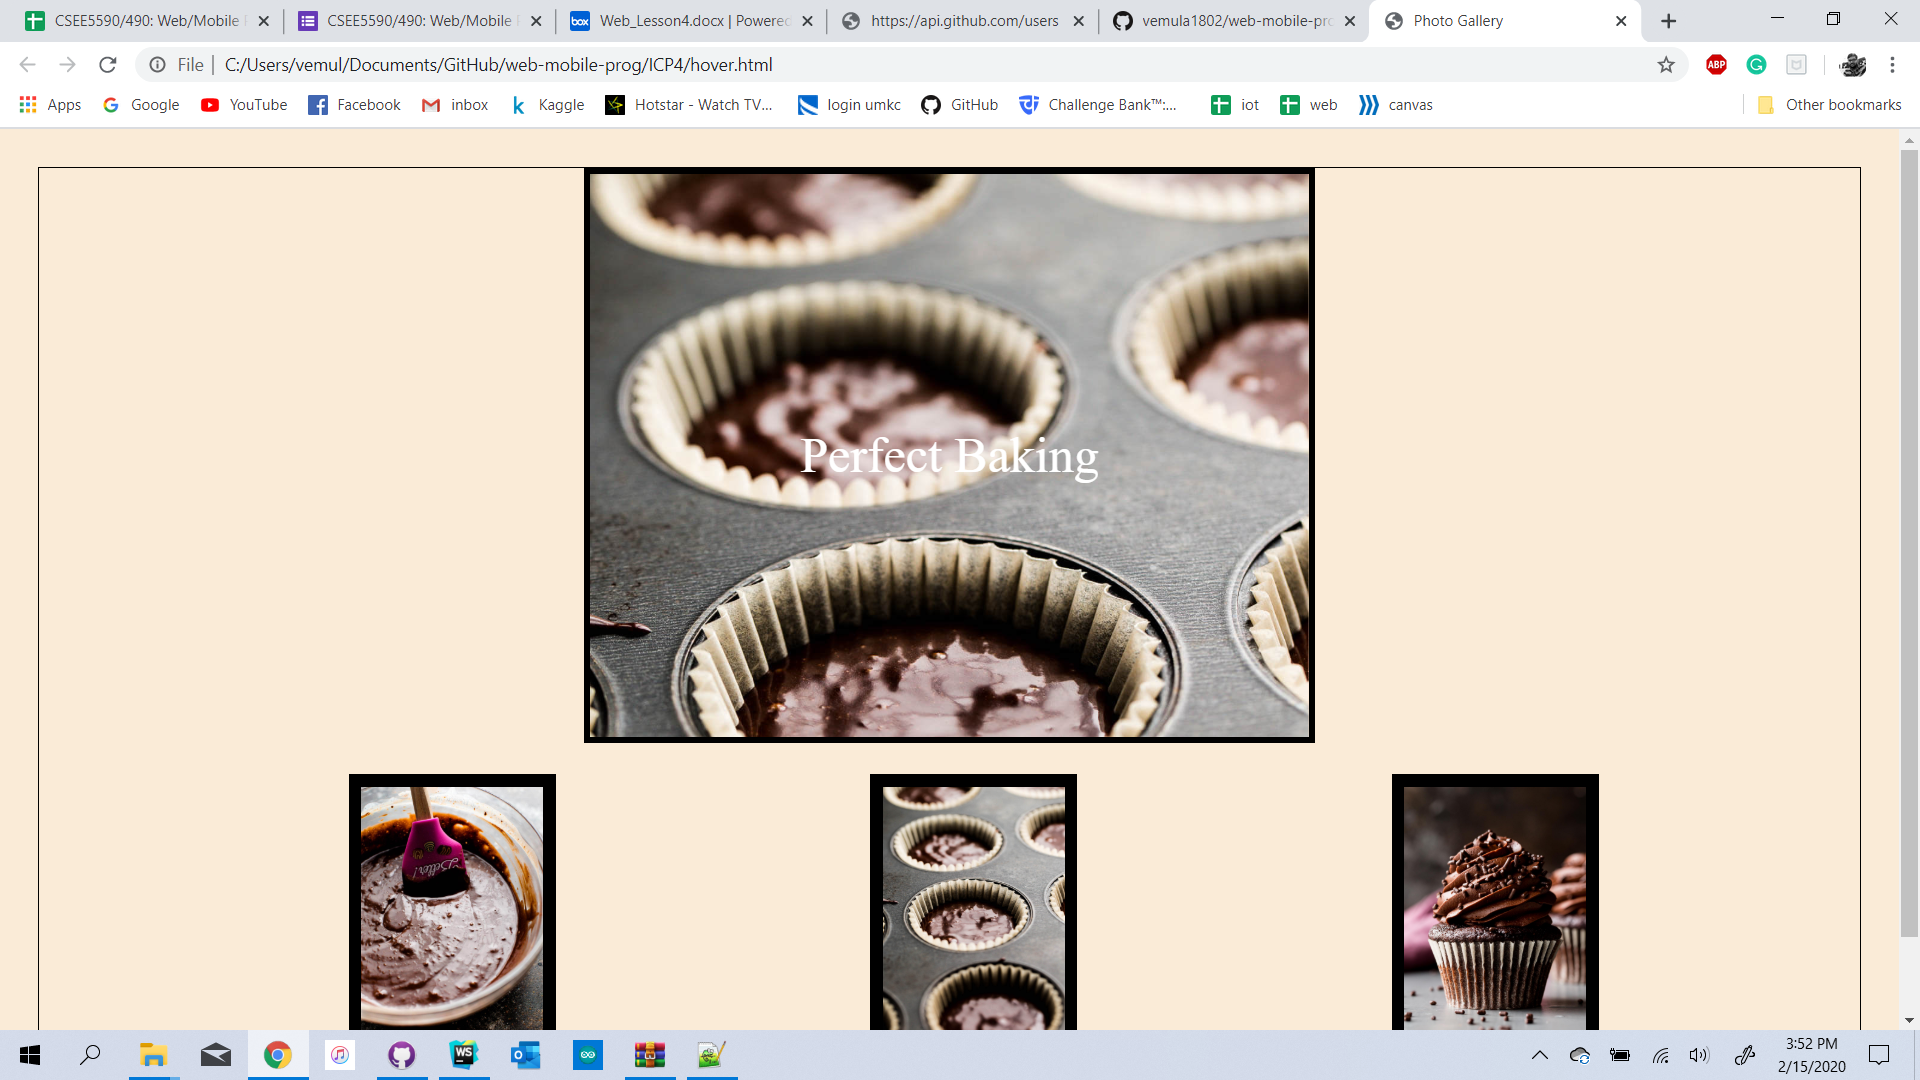 CSEE5590/490: Web/Mobile
CSEE5590/490: Web/Mobile
Web_Lesson4.docx | Powered
https://api.github.com/users
vemula1802/web-mobile-pro
Photo Gallery
File
C:/Users/vemul/Documents/GitHub/web-mobile-prog/ICP4/hover.html
ABP
Apps
Google
YouTube
Facebook
inbox
Kaggle
Hotstar - Watch TV...
login umkc
GitHub
Challenge Bank™:...
iot
web
canvas
Other bookmarks
Perfect Baking
3:52 PM
2/15/2020